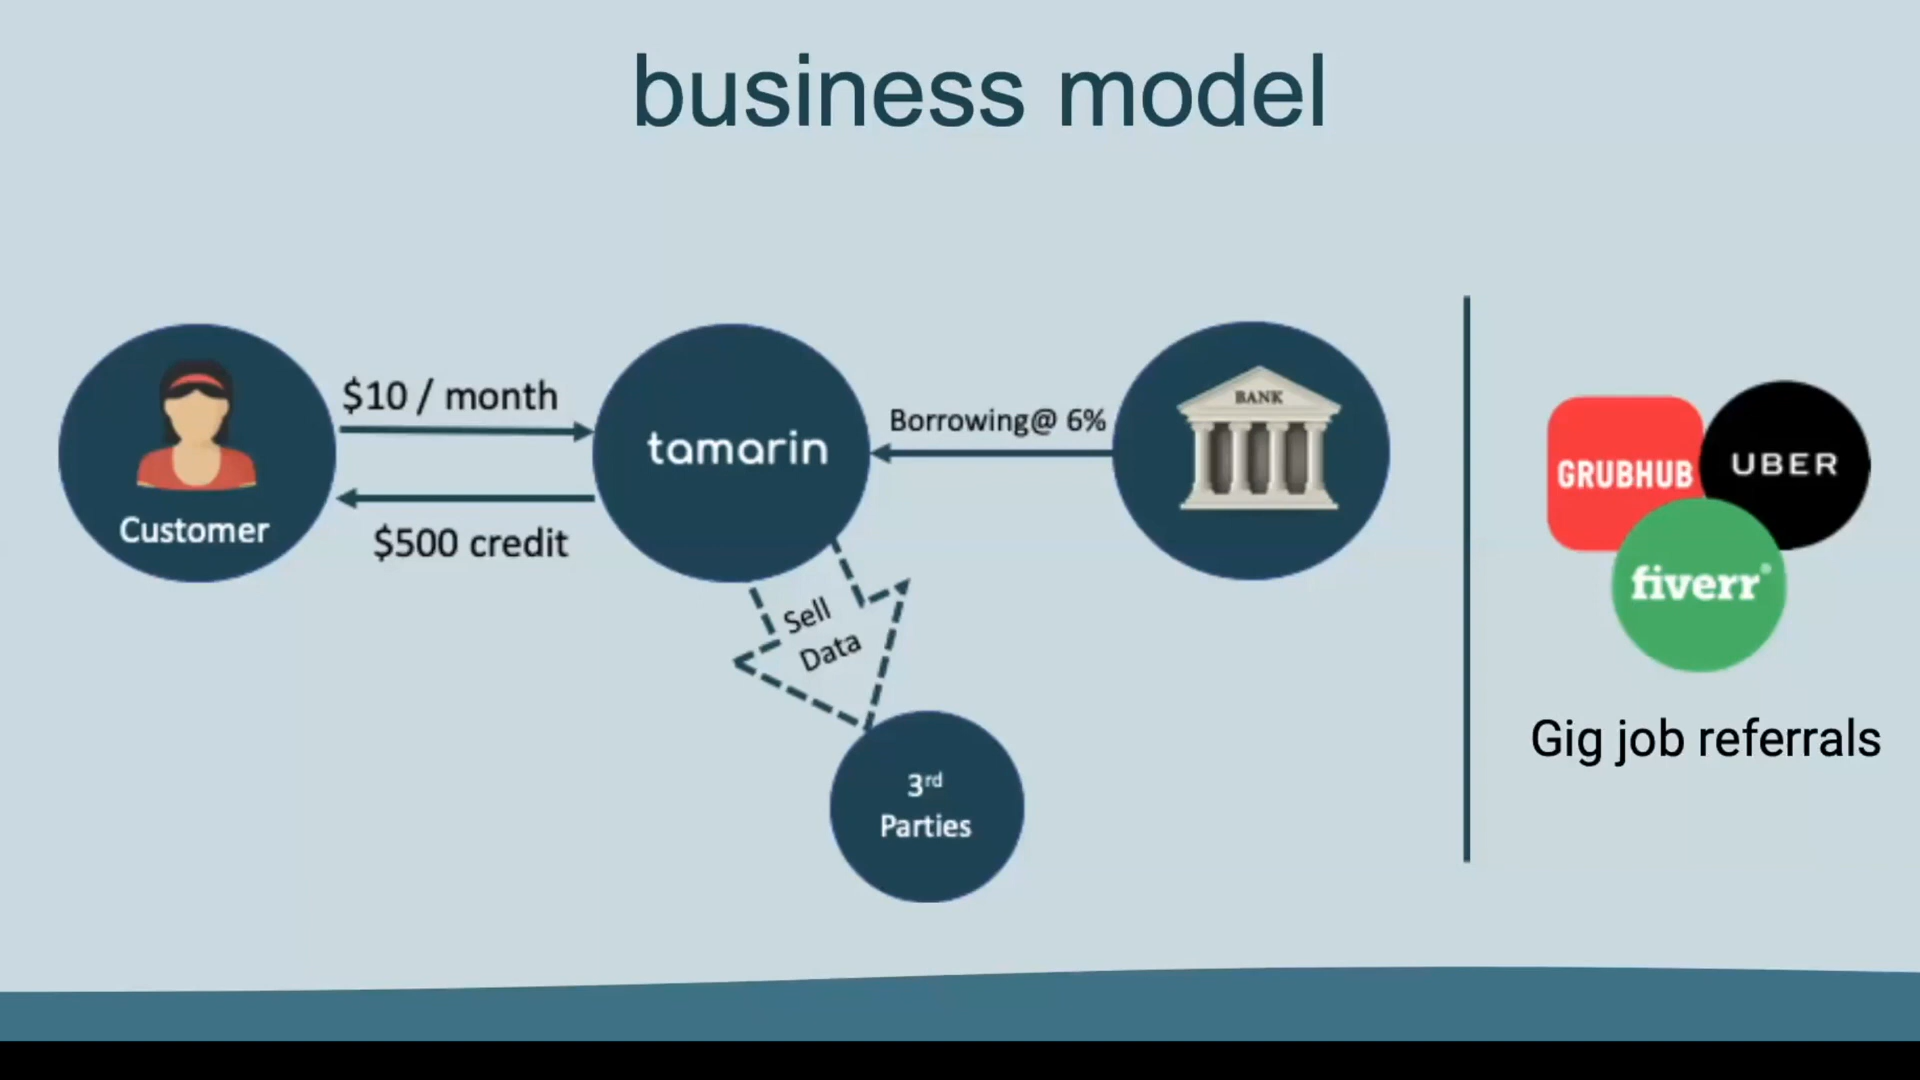 business model
$10 / month
Customer
$500 credit
tamarin
Borrowing@ 6%
BANK
Sell
Data
3rd
Parties
GRUBHUB
UBER
fiverr®
Gig job referrals